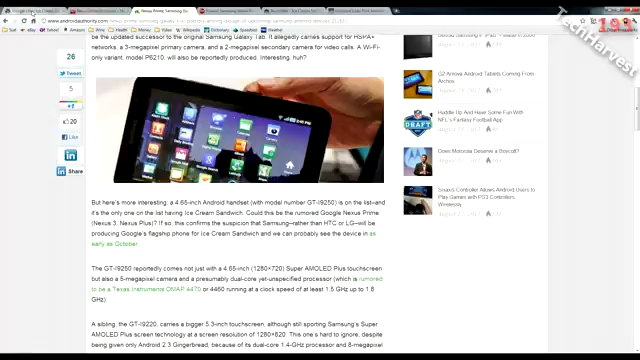 www.androidauthority.com
be the updated successor to the original Samsung Galaxy Tab. It allegedly carries support for HSPA+
networks, a 3-megapixel primary camera, and a 2-megapixel secondary camera for video calls. A Wi-Fi-
only variant, model P6210, will also be reportedly produced. Interesting, huh?
26
Tweet
5
+1
20
Like
Share
But here's more interesting: a 4.65-inch Android handset (with model number GT-I9250) is on the list—and
it's the only one on the list having Ice Cream Sandwich. Could this be the rumored Google Nexus Prime
(Nexus 3, Nexus Plus)? If so, this confirms the suspicion that Samsung–rather than HTC or LG–will be
producing Google's flagship phone for Ice Cream Sandwich and we can probably see the device in as
early as October.
The GT-I9250 reportedly comes not just with a 4.65-inch (1280×720) Super AMOLED Plus touchscreen
but also a 5-megapixel camera and a presumably dual-core yet-unspecified processor (which is rumored
to be a Texas Instruments OMAP 4470 or 4460 running at a clock speed of at least 1.5 GHz up to 1.8
GHz).
A sibling, the GT-I9220, carries a bigger 5.3-inch touchscreen, although still sporting Samsung's Super
AMOLED Plus screen technology at a screen resolution of 1280×820. This one's hard to ignore, despite
being given only Android 2.3 Gingerbread, because of its dual-core 1.4-GHz processor and 8-megapixel
G2 Arnova Android Tablets Coming From
Archos
Huddle Up And Have Some Fun With
NFL's Fantasy Football App
DRAFT
Does Motorola Deserve a Boycott?
Sixaxis Controller Allows Android Users to
Play Games with PS3 Controllers
Wirelessly
TechHarvest